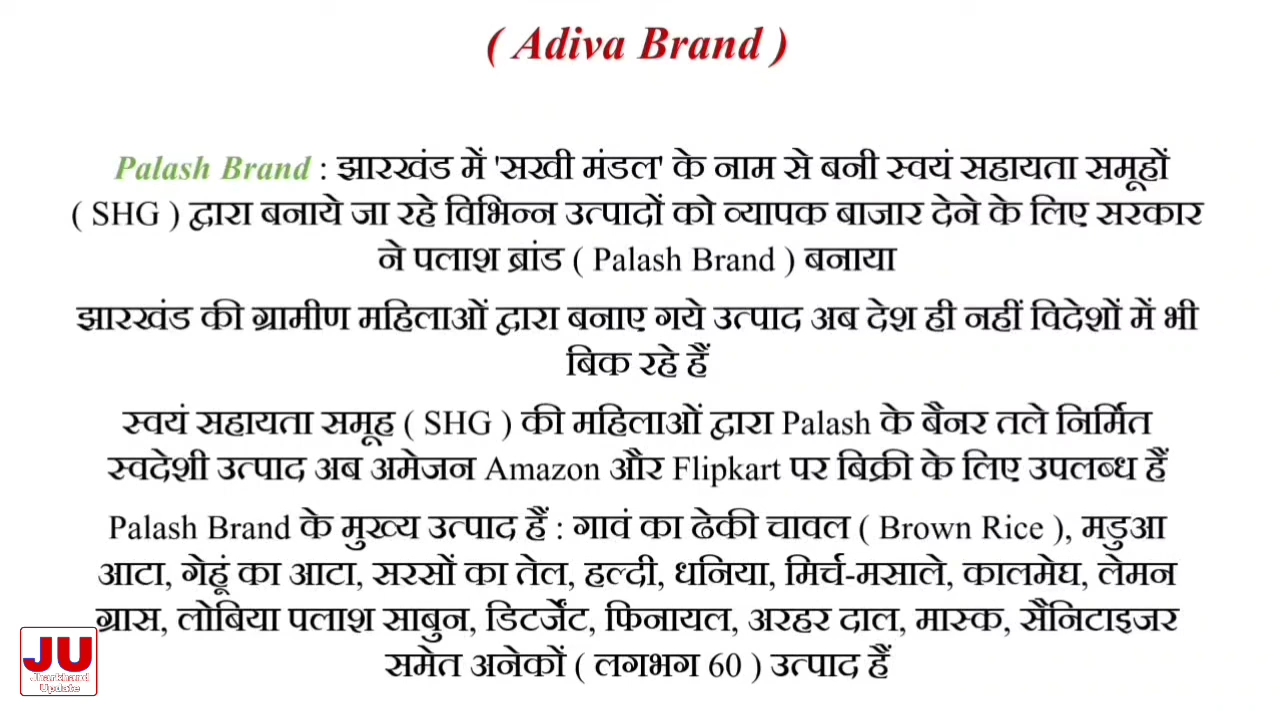 ( Adiva Brand )
Palash Brand : झारखंड में 'सखी मंडल' के नाम से बनी स्वयं सहायता समूहों
( SHG ) द्वारा बनाये जा रहे विभिन्न उत्पादों को व्यापक बाजार देने के लिए सरकार
ने पलाश ब्रांड ( Palash Brand ) बनाया
झारखंड की ग्रामीण महिलाओं द्वारा बनाए गये उत्पाद अब देश ही नहीं विदेशों में भी
बिक रहे हैं
स्वयं सहायता समूह ( SHG ) की महिलाओं द्वारा Palash के बैनर तले निर्मित
स्वदेशी उत्पाद अब अमेजन Amazon और Flipkart पर बिक्री के लिए उपलब्ध हैं
Palash Brand के मुख्य उत्पाद हैं : गावं का ढेकी चावल ( Brown Rice ), मडुआ
आटा, गेहूं का आटा, सरसों का तेल, हल्दी, धनिया, मिर्च-मसाले, कालमेघ, लेमन
ग्रास, लोबिया पलाश साबुन, डिटर्जेंट, फिनायल, अरहर दाल, मास्क, सैनिटाइजर
समेत अनेकों ( लगभग 60 ) उत्पाद हैं
JU
Jharkhand
Update